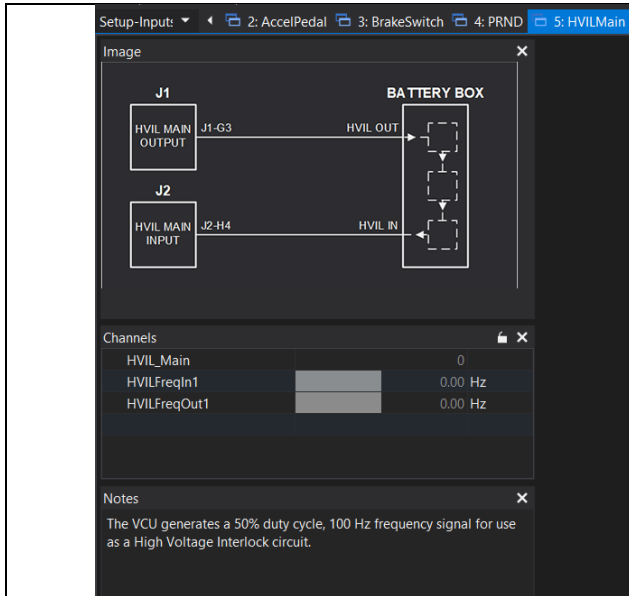 Setup-Inputs 2: AccelPedal 3: BrakeSwitch 4: PRND 5: HVILMain
Image
J1 BATTERY BOX
HVIL MAIN OUTPUT J1-G3 HVIL OUT
J2
HVIL MAIN INPUT J2-H4 HVIL IN
Channels
HVIL_Main 0
HVILFreqIn1 0.00 Hz
HVILFreqOut1 0.00 Hz
Notes
The VCU generates a 50% duty cycle, 100 Hz frequency signal for use
as a High Voltage Interlock circuit.